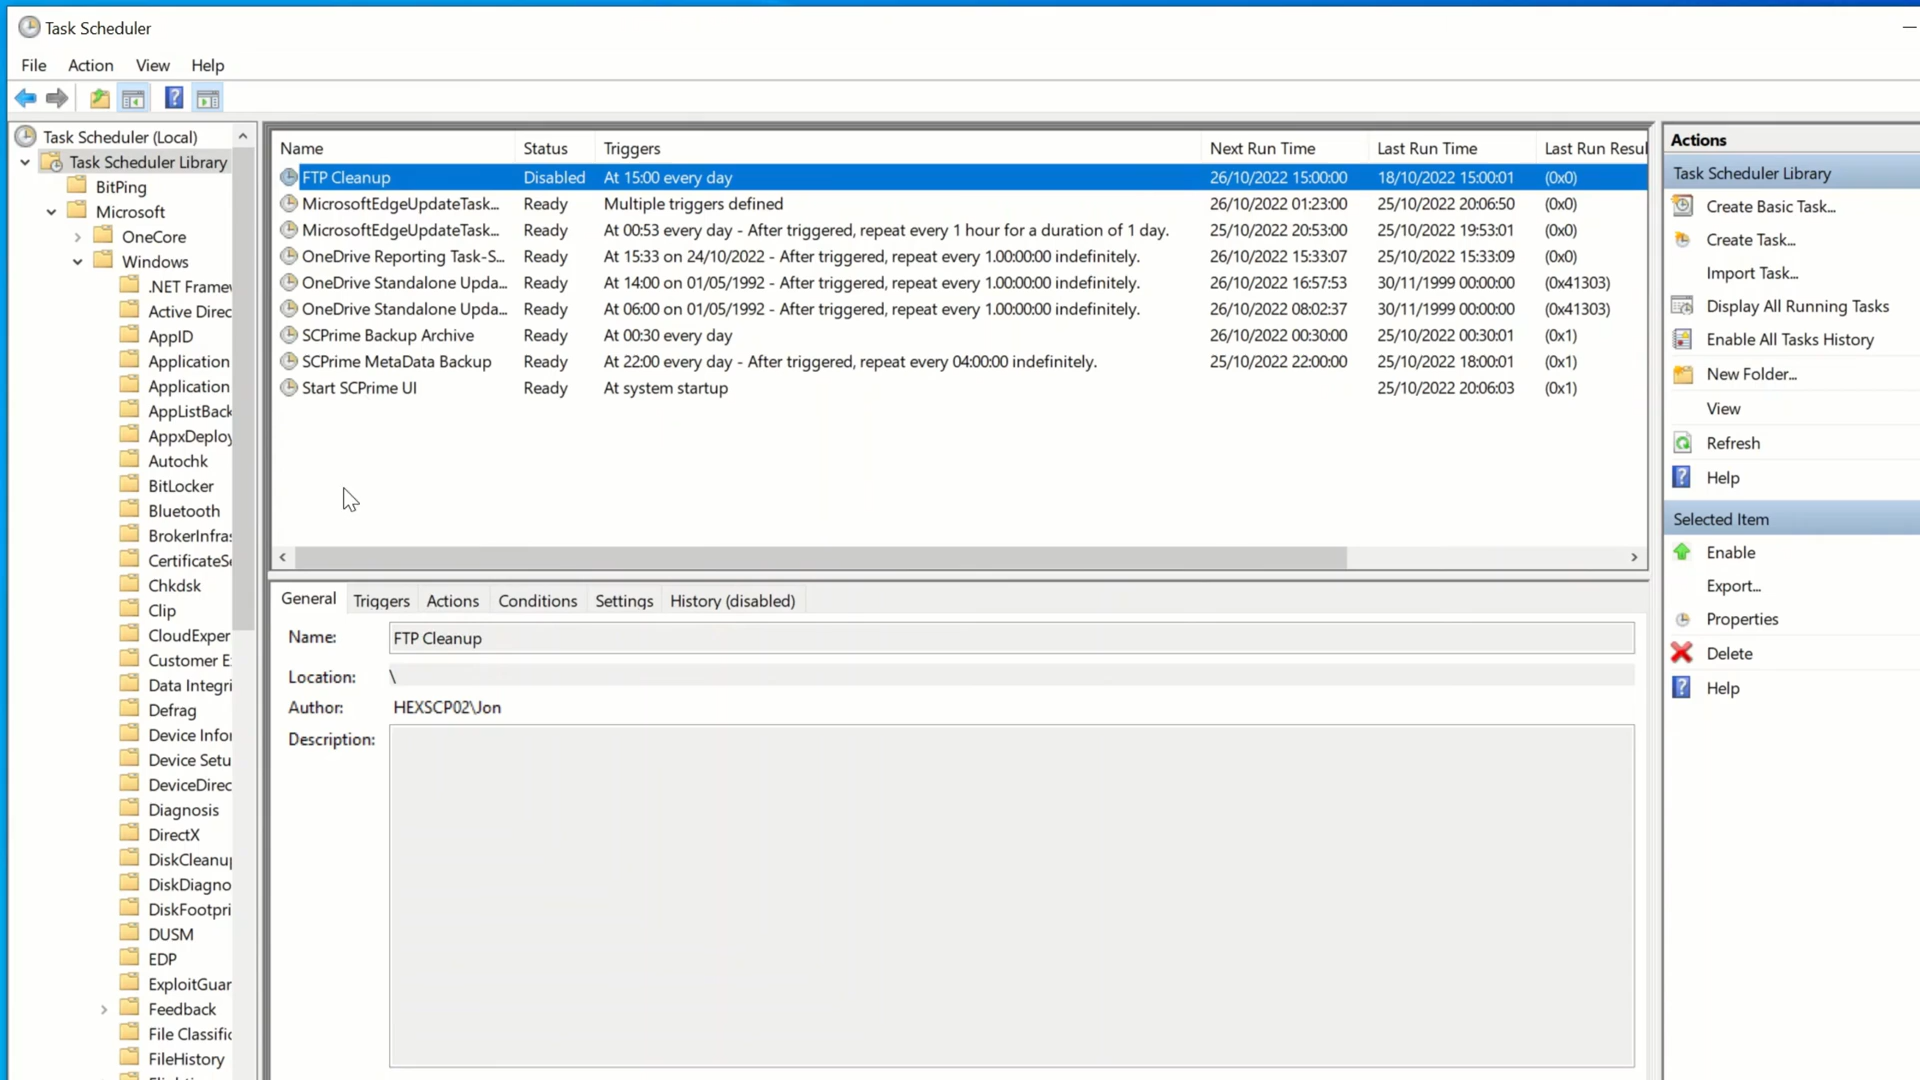 Task Scheduler
File Action View Help
Task Scheduler (Local)
Task Scheduler Library
BitPing
Microsoft
OneCore
Windows
.NET Framew
Active Direc
AppID
Application
Application
AppListBack
AppxDeploy
Autochk
BitLocker
Bluetooth
BrokerInfras
CertificateSe
Chkdsk
Clip
CloudExper
Customer E
Data Integri
Defrag
Device Infor
Device Setu
DeviceDirec
Diagnosis
DirectX
DiskCleanup
DiskDiagno
DiskFootpri
DUSM
EDP
ExploitGuar
Feedback
File Classific
FileHistory
Name Status Triggers Next Run Time Last Run Time Last Run Resul
FTP Cleanup Disabled At 15:00 every day 26/10/2022 15:00:00 18/10/2022 15:00:01 (0x0)
MicrosoftEdgeUpdateTask... Ready Multiple triggers defined 26/10/2022 01:23:00 25/10/2022 20:06:50 (0x0)
MicrosoftEdgeUpdateTask... Ready At 00:53 every day - After triggered, repeat every 1 hour for a duration of 1 day. 25/10/2022 20:53:00 25/10/2022 19:53:01 (0x0)
OneDrive Reporting Task-S... Ready At 15:33 on 24/10/2022 - After triggered, repeat every 1.00:00:00 indefinitely. 26/10/2022 15:33:07 25/10/2022 15:33:09 (0x0)
OneDrive Standalone Upda... Ready At 14:00 on 01/05/1992 - After triggered, repeat every 1.00:00:00 indefinitely. 26/10/2022 16:57:53 30/11/1999 00:00:00 (0x41303)
OneDrive Standalone Upda... Ready At 06:00 on 01/05/1992 - After triggered, repeat every 1.00:00:00 indefinitely. 26/10/2022 08:02:37 30/11/1999 00:00:00 (0x41303)
SCPrime Backup Archive Ready At 00:30 every day 26/10/2022 00:30:00 25/10/2022 00:30:01 (0x1)
SCPrime MetaData Backup Ready At 22:00 every day - After triggered, repeat every 04:00:00 indefinitely. 25/10/2022 22:00:00 25/10/2022 18:00:01 (0x1)
Start SCPrime UI Ready At system startup 25/10/2022 20:06:03 (0x1)
General Triggers Actions Conditions Settings History (disabled)
Name: FTP Cleanup
Location: \
Author: HEXSCP02\Jon
Description:
Actions
Task Scheduler Library
Create Basic Task...
Create Task...
Import Task...
Display All Running Tasks
Enable All Tasks History
New Folder...
View
Refresh
Help
Selected Item
Enable
Export...
Properties
Delete
Help